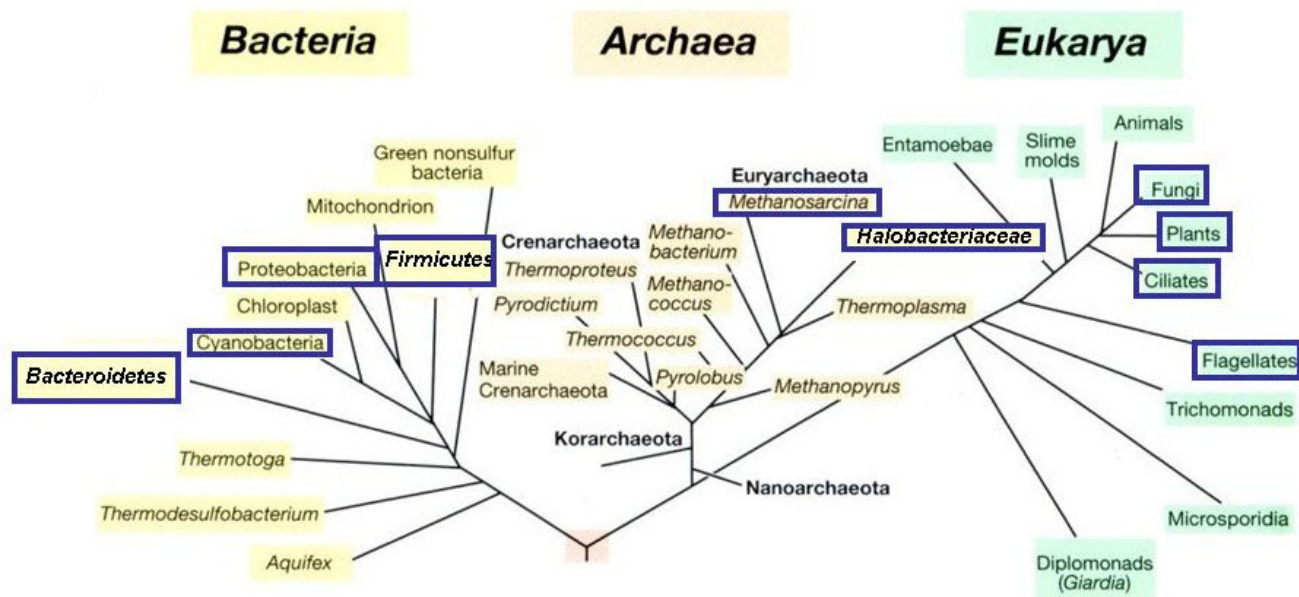 Bacteria
Archaea
Eukarya
Green nonsulfur
bacteria
Mitochondrion
Proteobacteria
Firmicutes
Chloroplast
Cyanobacteria
Bacteroidetes
Thermotoga
Thermodesulfobacterium
Aquifex
Crenarchaeota
Thermoproteus
Pyrodictium
Thermococcus
Marine
Crenarchaeota
Pyrolobus
Korarchaeota
Nanoarchaeota
Euryarchaeota
Methanosarcina
Methano-
bacterium
Methano-
coccus
Halobacteriaceae
Thermoplasma
Methanopyrus
Entamoebae
Slime
molds
Animals
Fungi
Plants
Ciliates
Flagellates
Trichomonads
Microsporidia
Diplomonads
(Giardia)